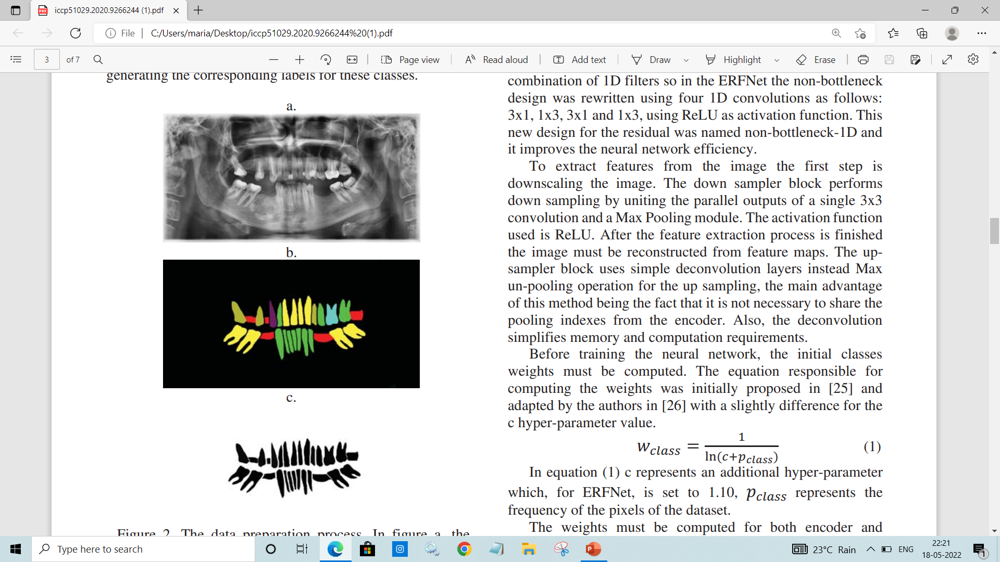 iccp51029.2020.9266244 (1).pdf
File
C:/Users/maria/Desktop/iccp51029.2020.9266244%20(1).pdf
3 of 7
Page view
Read aloud
Add text
Draw
Highlight
Erase
generating the corresponding labels for these classes.
a.
b.
c.
Figure 2. The data preparation process. In figure a. the
combination of 1D filters so in the ERFNet the non-bottleneck
design was rewritten using four 1D convolutions as follows:
3x1, 1x3, 3x1 and 1x3, using ReLU as activation function. This
new design for the residual was named non-bottleneck-1D and
it improves the neural network efficiency.
To extract features from the image the first step is
downscaling the image. The down sampler block performs
down sampling by uniting the parallel outputs of a single 3x3
convolution and a Max Pooling module. The activation function
used is ReLU. After the feature extraction process is finished
the image must be reconstructed from feature maps. The up-
sampler block uses simple deconvolution layers instead Max
un-pooling operation for the up sampling, the main advantage
of this method being the fact that it is not necessary to share the
pooling indexes from the encoder. Also, the deconvolution
simplifies memory and computation requirements.
Before training the neural network, the initial classes
weights must be computed. The equation responsible for
computing the weights was initially proposed in [25] and
adapted by the authors in [26] with a slightly difference for the
c hyper-parameter value.
w_class = 1 / ln(c+p_class) (1)
In equation (1) c represents an additional hyper-parameter
which, for ERFNet, is set to 1.10, p_class represents the
frequency of the pixels of the dataset.
The weights must be computed for both encoder and
Type here to search
23°C Rain
ENG
22:21
18-05-2022
1